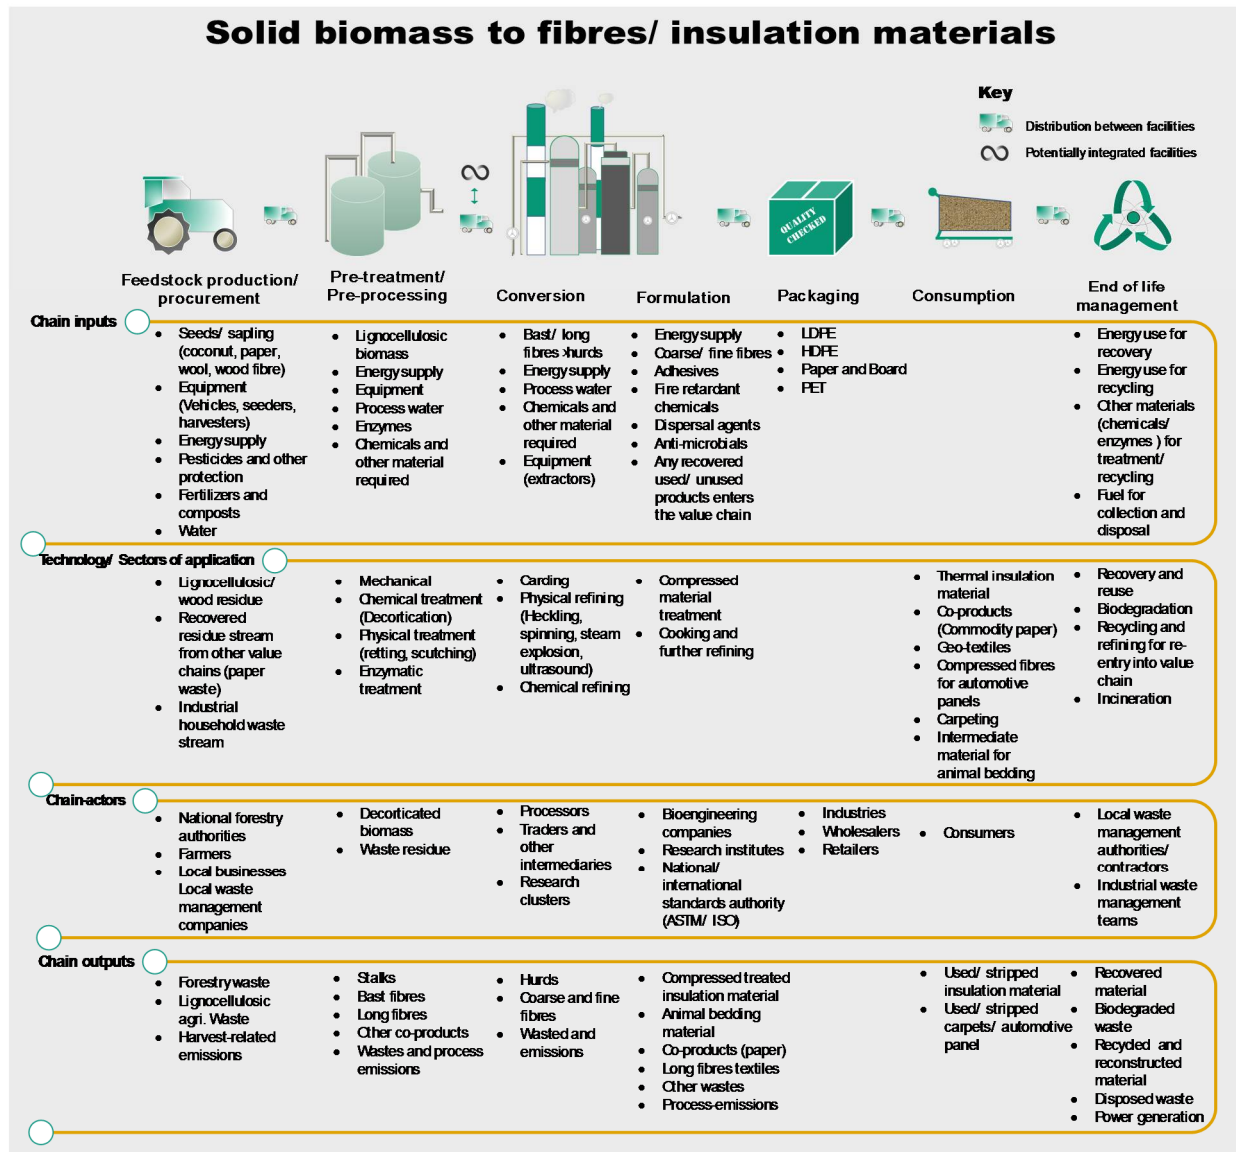 Solid biomass to fibres/ insulation materials
Key
Distribution between facilities
Potentially integrated facilities
QUALITY
CHECKED
Feedstock production/
procurement
Pre-treatment/
Pre-processing
Conversion
Formulation
Packaging
Consumption
End of life
management
Chain inputs
• Seeds/ sapling
(coconut, paper,
wool, wood fibre)
• Equipment
(Vehicles, seeders,
harvesters)
• Energy supply
• Pesticides and other
protection
• Fertilizers and
composts
• Water
• Lignocellulosic
biomass
• Energy supply
• Equipment
• Process water
• Enzymes
• Chemicals and
other material
required
• Bast/ long
fibres >hurds
• Energy supply
• Process water
• Chemicals and
other material
required
• Equipment
(extractors)
• Energy supply
• Coarse/ fine fibres
• Adhesives
• Fire retardant
chemicals
• Dispersal agents
• Anti-microbials
• Any recovered
used/ unused
products enters
the value chain
• LDPE
• HDPE
• Paper and Board
• PET
• Energy use for
recovery
• Energy use for
recycling
• Other materials
(chemicals/
enzymes ) for
treatment/
recycling
• Fuel for
collection and
disposal
Technology/ Sectors of application
• Lignocellulosic/
wood residue
• Recovered
residue stream
from other value
chains (paper
waste)
• Industrial
household waste
stream
• Mechanical
• Chemical treatment
(Decortication)
• Physical treatment
(retting, scutching)
• Enzymatic
treatment
• Carding
• Physical refining
(Heckling,
spinning, steam
explosion,
ultrasound)
• Chemical refining
• Compressed
material
treatment
• Cooking and
further refining
• Thermal insulation
material
• Co-products
(Commodity paper)
• Geo-textiles
• Compressed fibres
for automotive
panels
• Carpeting
• Intermediate
material for
animal bedding
• Recovery and
reuse
• Biodegradation
• Recycling and
refining for re-
entry into value
chain
• Incineration
Chain-actors
• National forestry
authorities
• Farmers
• Local businesses
Local waste
management
companies
• Decorticated
biomass
• Waste residue
• Processors
• Traders and
other
intermediaries
• Research
clusters
• Bioengineering
companies
• Research institutes
• National/
international
standards authority
(ASTM/ ISO)
• Industries
• Wholesalers
• Retailers
• Consumers
• Local waste
management
authorities/
contractors
• Industrial waste
management
teams
Chain outputs
• Forestry waste
• Lignocellulosic
agri. Waste
• Harvest-related
emissions
• Stalks
• Bast fibres
• Long fibres
• Other co-products
• Wastes and process
emissions
• Hurds
• Coarse and fine
fibres
• Wasted and
emissions
• Compressed treated
insulation material
• Animal bedding
material
• Co-products (paper)
• Long fibres textiles
• Other wastes
• Process-emissions
• Used/ stripped
insulation material
• Used/ stripped
carpets/ automotive
panel
• Recovered
material
• Biodegraded
waste
• Recycled and
reconstructed
material
• Disposed waste
• Power generation